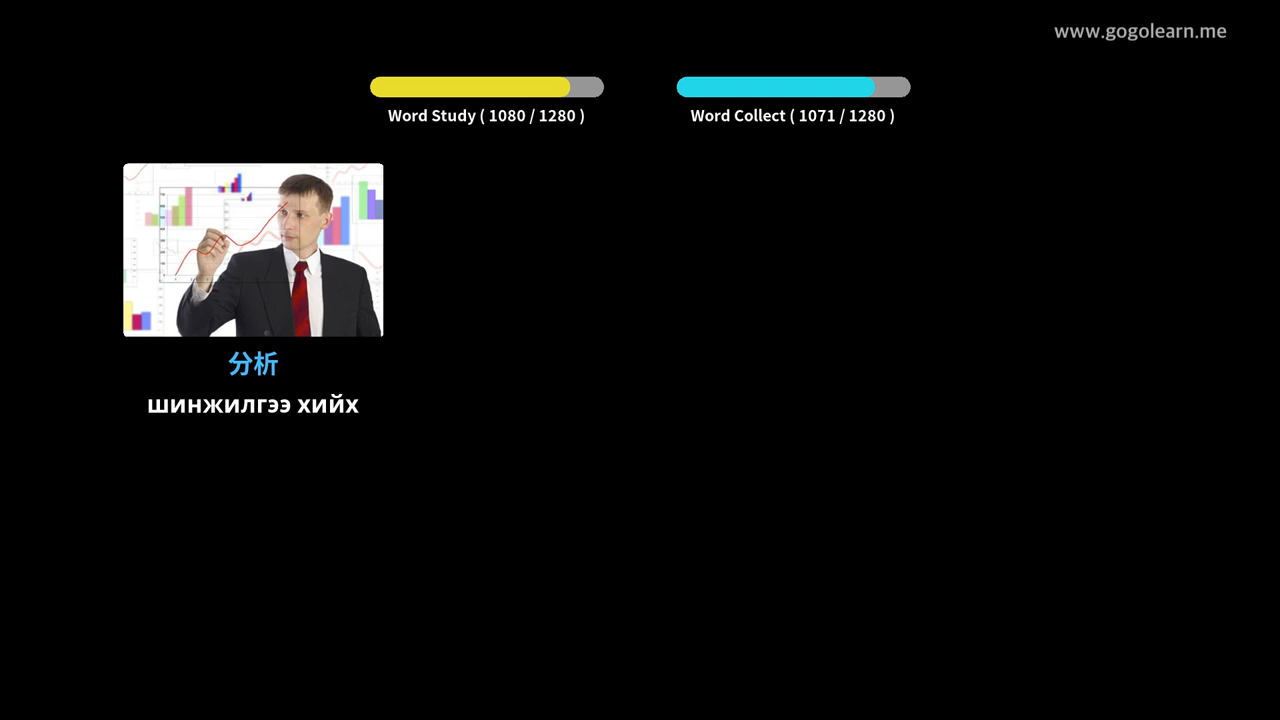 www.gogolearn.me
Word Study ( 1080 / 1280 )
Word Collect ( 1071 / 1280 )
分析
шинжилгээ хийх